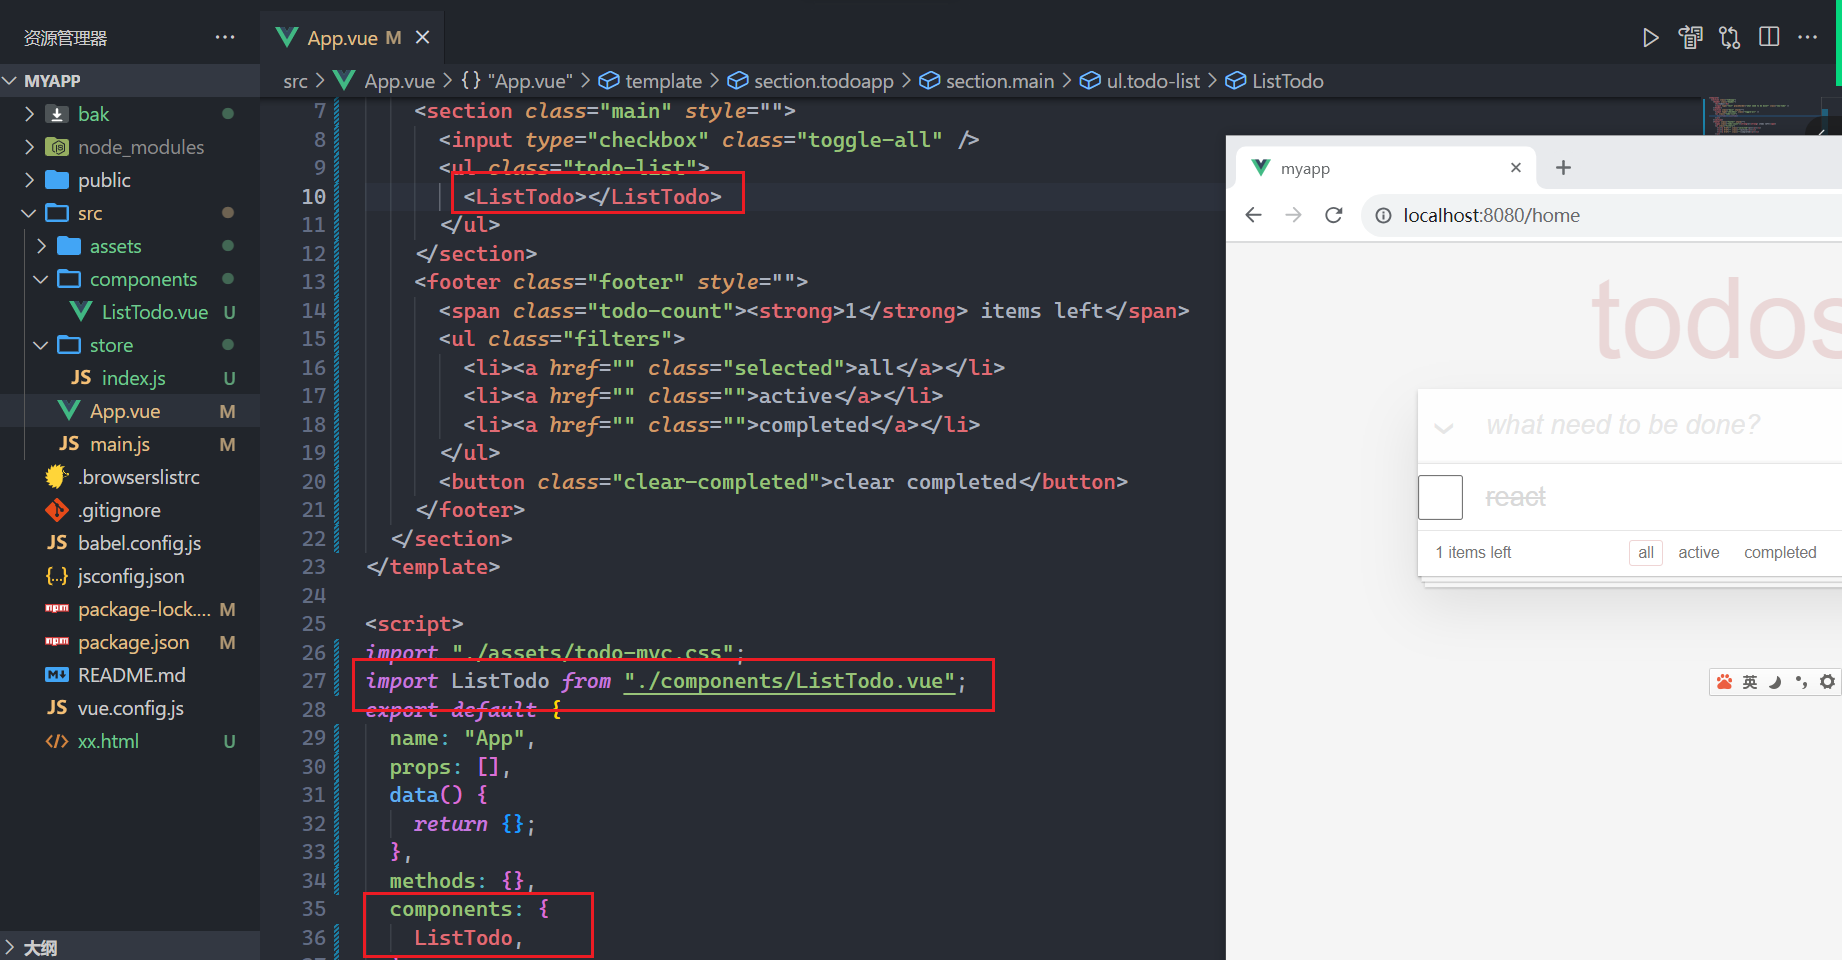 资源管理器 ···
App.vue M
MYAPP
src > App.vue > {} "App.vue" > template > section.todoapp > section.main > ul.todo-list > ListTodo
bak
node_modules
public
src
assets
components
ListTodo.vue U
store
JS index.js U
App.vue M
JS main.js M
.browserslistrc
.gitignore
JS babel.config.js
{..} jsconfig.json
package-lock.... M
package.json M
README.md
JS vue.config.js
</> xx.html U
大纲
7 <section class="main" style="">
8 <input type="checkbox" class="toggle-all" />
9 <ul class="todo-list">
10 <ListTodo></ListTodo>
11 </ul>
12 </section>
13 <footer class="footer" style="">
14 <span class="todo-count"><strong>1</strong> items left</span>
15 <ul class="filters">
16 <li><a href="" class="selected">all</a></li>
17 <li><a href="" class="">active</a></li>
18 <li><a href="" class="">completed</a></li>
19 </ul>
20 <button class="clear-completed">clear completed</button>
21 </footer>
22 </section>
23 </template>
24
25 <script>
26 import "./assets/todo-mvc.css";
27 import ListTodo from "./components/ListTodo.vue";
28 export default {
29 name: "App",
30 props: [],
31 data() {
32 return {};
33 },
34 methods: {},
35 components: {
36 ListTodo,
myapp
localhost:8080/home
todos
what need to be done?
react
1 items left all active completed
英